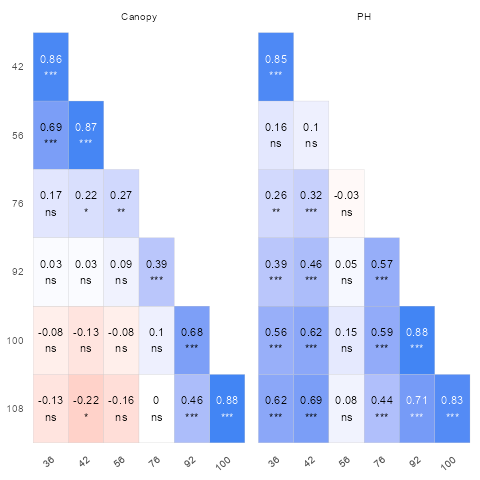 Canopy PH
42 0.86 0.85
*** ***
56 0.69 0.87 0.16 0.1
*** *** ns ns
76 0.17 0.22 0.27 0.26 0.32 -0.03
ns * ** ** *** ns
92 0.03 0.03 0.09 0.39 0.39 0.46 0.05 0.57
ns ns ns *** *** *** ns ***
100 -0.08 -0.13 -0.08 0.1 0.68 0.56 0.62 0.15 0.59 0.88
ns ns ns ns *** *** *** ns *** ***
108 -0.13 -0.22 -0.16 0 0.46 0.88 0.62 0.69 0.08 0.44 0.71 0.83
ns * ns ns *** *** *** *** ns *** *** ***
36 42 56 76 92 100 36 42 56 76 92 100